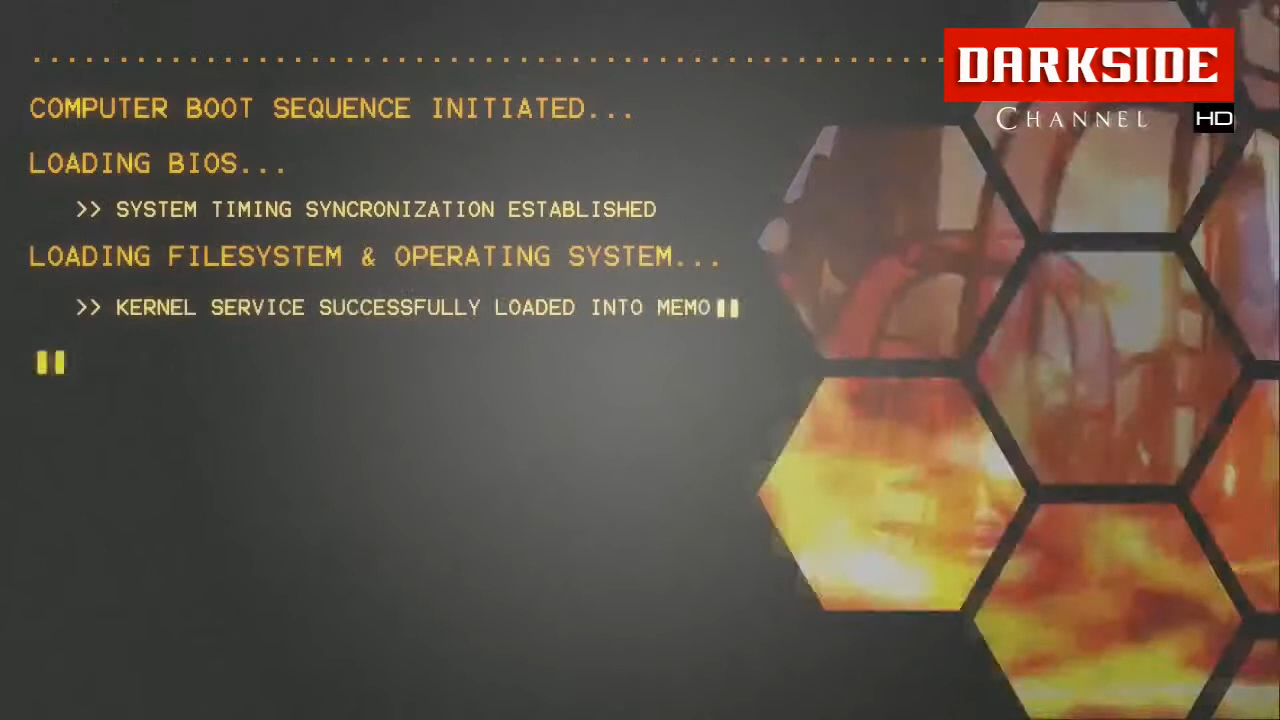 DARKSIDE
CHANNEL
HD
COMPUTER BOOT SEQUENCE INITIATED...
LOADING BIOS...
>> SYSTEM TIMING SYNCRONIZATION ESTABLISHED
LOADING FILESYSTEM & OPERATING SYSTEM...
>> KERNEL SERVICE SUCCESSFULLY LOADED INTO MEMO